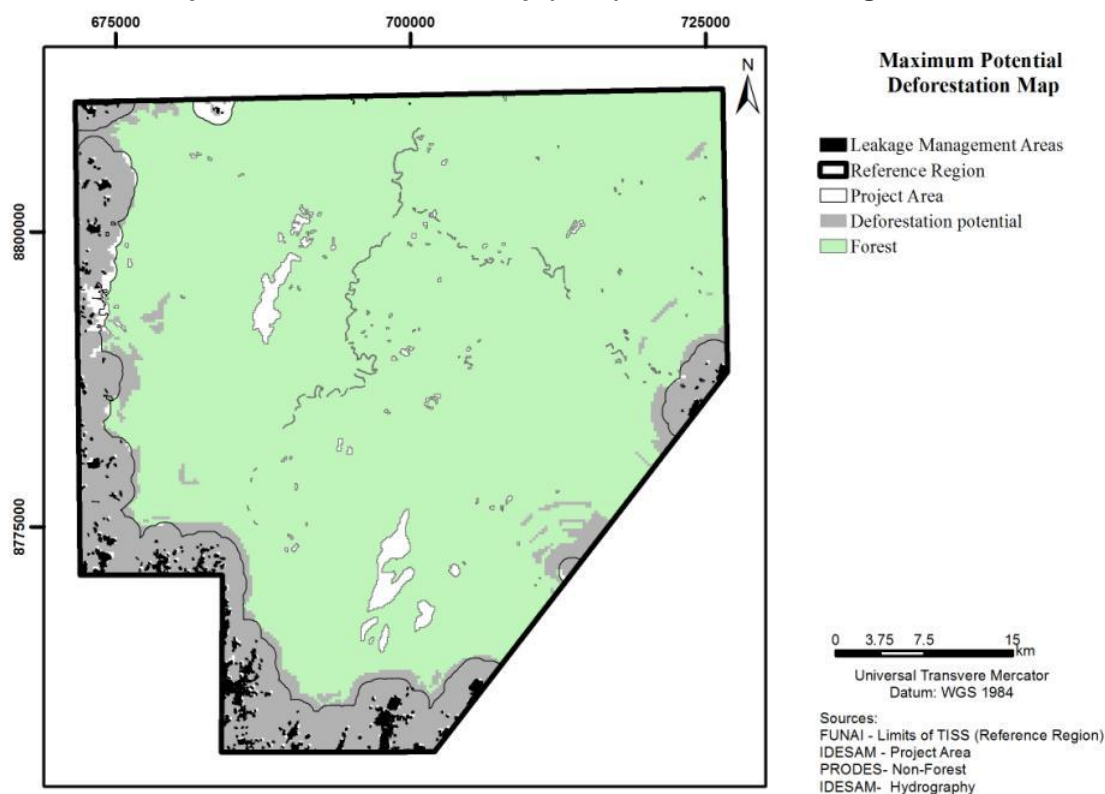 675000 700000 725000
8800000
8775000
N
Maximum Potential
Deforestation Map
Leakage Management Areas
Reference Region
Project Area
Deforestation potential
Forest
0 3.75 7.5 15
km
Universal Transvere Mercator
Datum: WGS 1984
Sources:
FUNAI - Limits of TISS (Reference Region)
IDESAM - Project Area
PRODES- Non-Forest
IDESAM- Hydrography